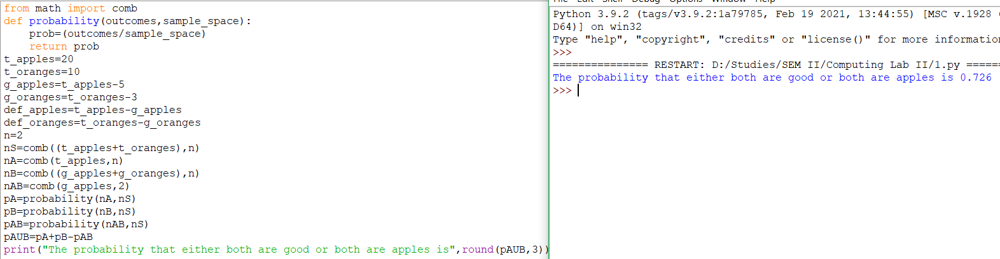 from math import comb
def probability(outcomes,sample_space):
    prob=(outcomes/sample_space)
    return prob
t_apples=20
t_oranges=10
g_apples=t_apples-5
g_oranges=t_oranges-3
def_apples=t_apples-g_apples
def_oranges=t_oranges-g_oranges
n=2
nS=comb((t_apples+t_oranges),n)
nA=comb(t_apples,n)
nB=comb((g_apples+g_oranges),n)
nAB=comb(g_apples,2)
pA=probability(nA,nS)
pB=probability(nB,nS)
pAB=probability(nAB,nS)
pAUB=pA+pB-pAB
print("The probability that either both are good or both are apples is",round(pAUB,3))
Python 3.9.2 (tags/v3.9.2:1a79785, Feb 19 2021, 13:44:55) [MSC v.1928
D64)] on win32
Type "help", "copyright", "credits" or "license()" for more information
>>>
=============== RESTART: D:/Studies/SEM II/Computing Lab II/1.py ======
The probability that either both are good or both are apples is 0.726
>>>